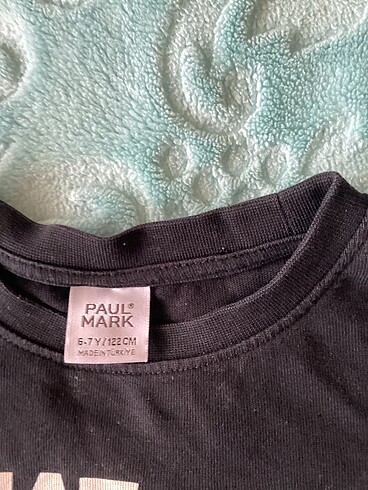 PAUL®
MARK
6-7 Y/122 CM
MADE IN TÜRKİYE